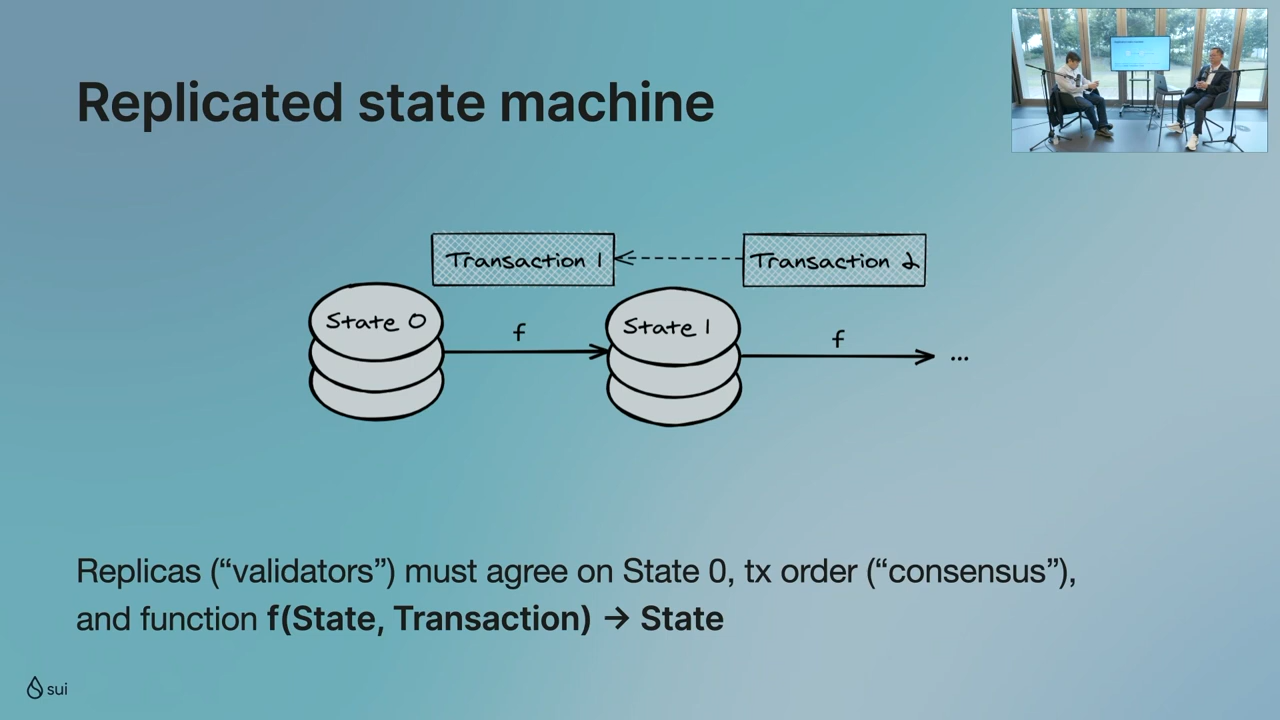 Replicated state machine
Transaction 1
Transaction 2
State 0
f
State 1
f
...
Replicas (“validators”) must agree on State 0, tx order (“consensus”),
and function f(State, Transaction) → State
sui